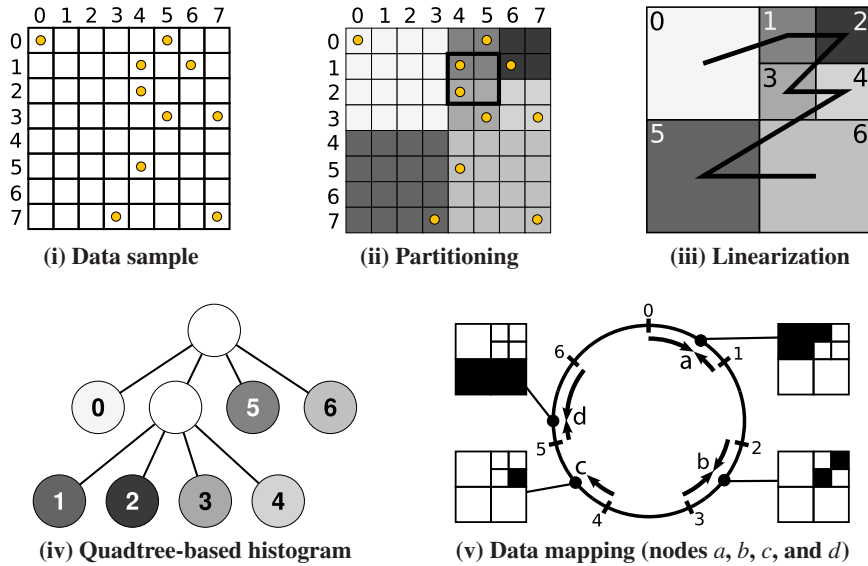 0 1 2 3 4 5 6 7
0
1
2
3
4
5
6
7
(i) Data sample
0 1 2 3 4 5 6 7
0
1
2
3
4
5
6
7
(ii) Partitioning
0 1 2
3 4
5 6
(iii) Linearization
0 5 6
1 2 3 4
(iv) Quadtree-based histogram
0
6 a 1
d
5 c b 2
4 3
(v) Data mapping (nodes a, b, c, and d)